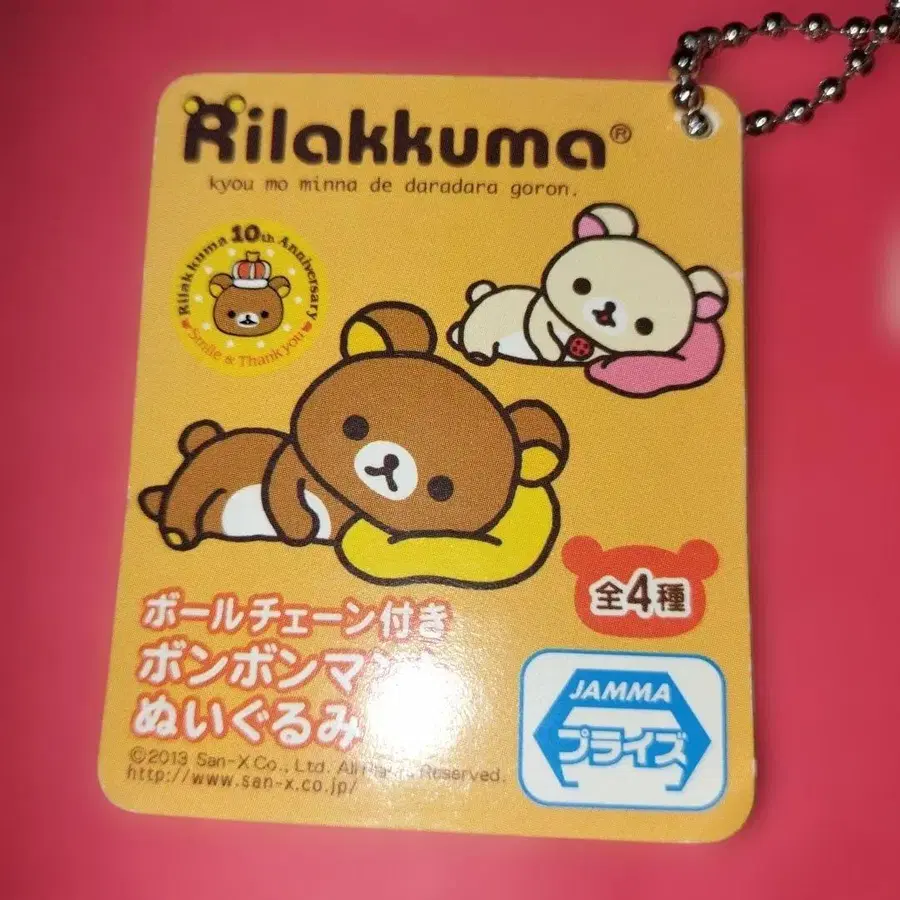 Rilakkuma®
kyou mo minna de daradara goron.
Rilakkuma 10th Anniversary
Smile & Thank you
全4種
ボールチェーン付き
ボンボンマン
ぬいぐるみ
JAMMA
プライズ
©2013 San-X Co., Ltd. All Rights Reserved.
http://www.san-x.co.jp/